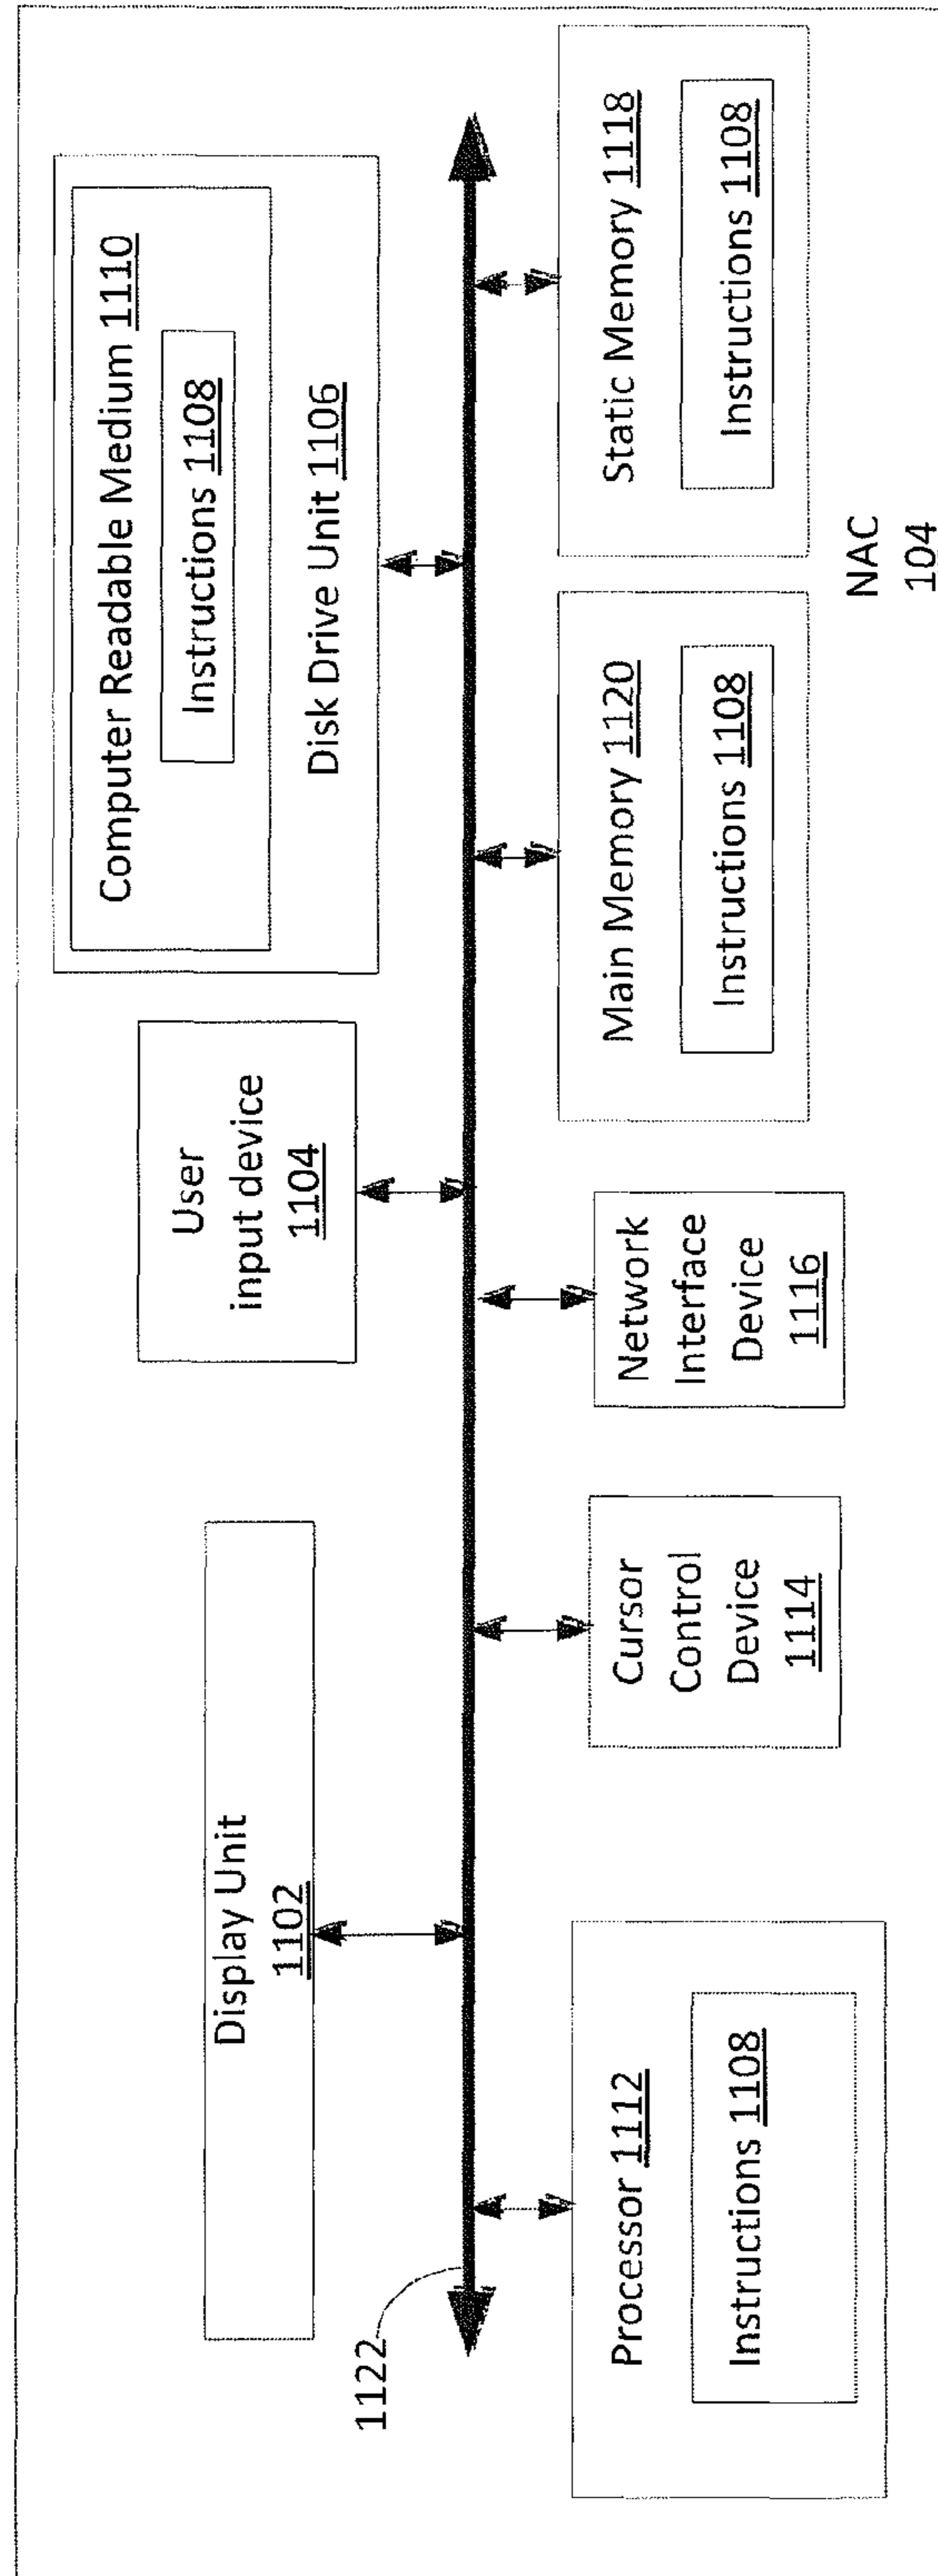 Display Unit
1102
User
input device
1104
Computer Readable Medium 1110
Instructions 1108
Disk Drive Unit 1106
1122
Processor 1112
Instructions 1108
Cursor
Control
Device
1114
Network
Interface
Device
1116
Main Memory 1120
Instructions 1108
Static Memory 1118
Instructions 1108
NAC
104